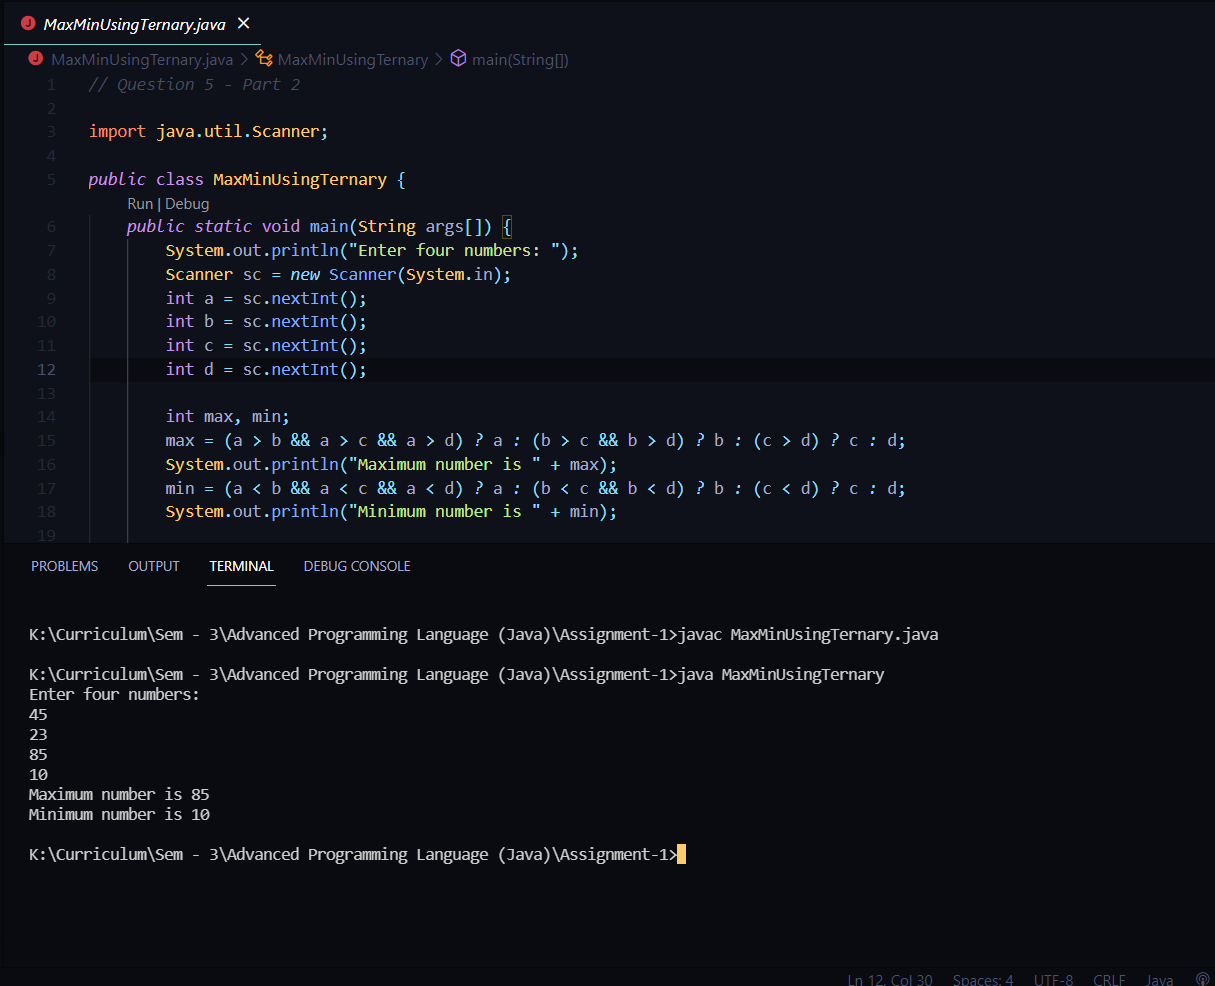 MaxMinUsingTernary.java
MaxMinUsingTernary.java > MaxMinUsingTernary > main(String[])
1 // Question 5 - Part 2
2
3 import java.util.Scanner;
4
5 public class MaxMinUsingTernary {
Run | Debug
6 public static void main(String args[]) {
7 System.out.println("Enter four numbers: ");
8 Scanner sc = new Scanner(System.in);
9 int a = sc.nextInt();
10 int b = sc.nextInt();
11 int c = sc.nextInt();
12 int d = sc.nextInt();
13
14 int max, min;
15 max = (a > b && a > c && a > d) ? a : (b > c && b > d) ? b : (c > d) ? c : d;
16 System.out.println("Maximum number is " + max);
17 min = (a < b && a < c && a < d) ? a : (b < c && b < d) ? b : (c < d) ? c : d;
18 System.out.println("Minimum number is " + min);
19
PROBLEMS OUTPUT TERMINAL DEBUG CONSOLE
K:\Curriculum\Sem - 3\Advanced Programming Language (Java)\Assignment-1>javac MaxMinUsingTernary.java
K:\Curriculum\Sem - 3\Advanced Programming Language (Java)\Assignment-1>java MaxMinUsingTernary
Enter four numbers:
45
23
85
10
Maximum number is 85
Minimum number is 10
K:\Curriculum\Sem - 3\Advanced Programming Language (Java)\Assignment-1>
Ln 12, Col 30 Spaces: 4 UTF-8 CRLF Java